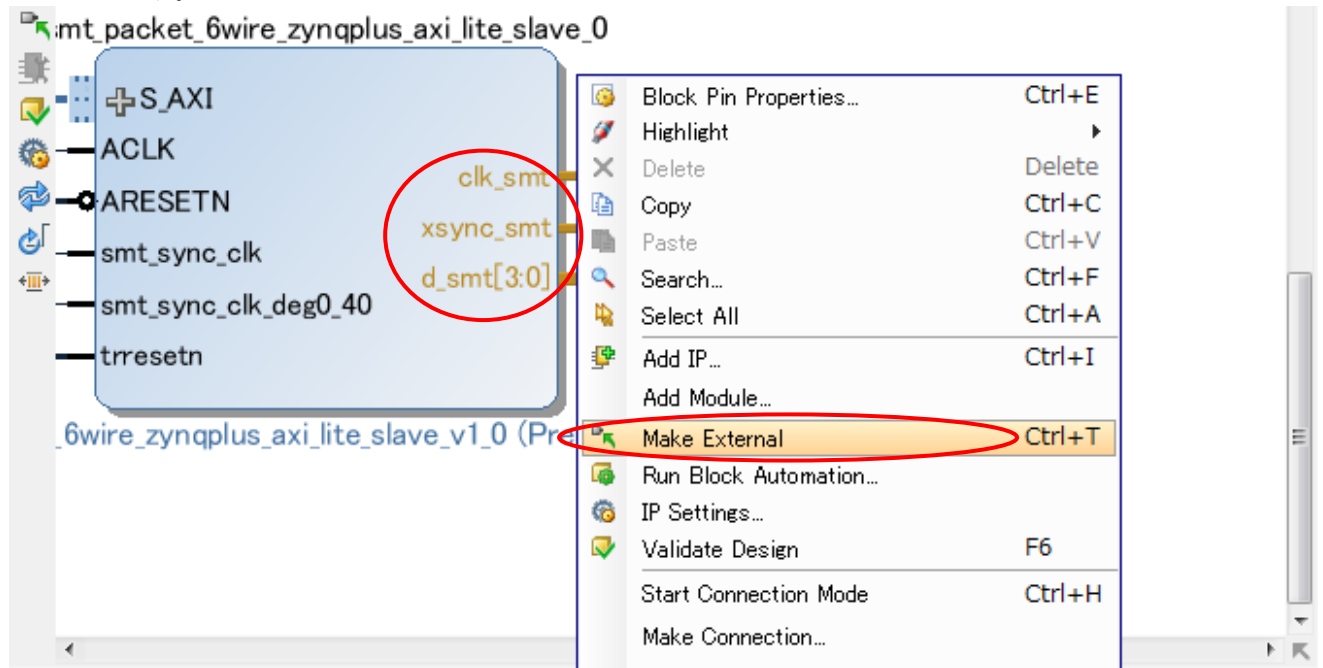 smt_packet_6wire_zynqplus_axi_lite_slave_0
S_AXI
ACLK
ARESETN
smt_sync_clk
smt_sync_clk_deg0_40
trresetn
clk_smt
xsync_smt
d_smt[3:0]
_6wire_zynqplus_axi_lite_slave_v1_0 (Pre
Block Pin Properties... Ctrl+E
Highlight
Delete Delete
Copy Ctrl+C
Paste Ctrl+V
Search... Ctrl+F
Select All Ctrl+A
Add IP... Ctrl+I
Add Module...
Make External Ctrl+T
Run Block Automation...
IP Settings...
Validate Design F6
Start Connection Mode Ctrl+H
Make Connection...